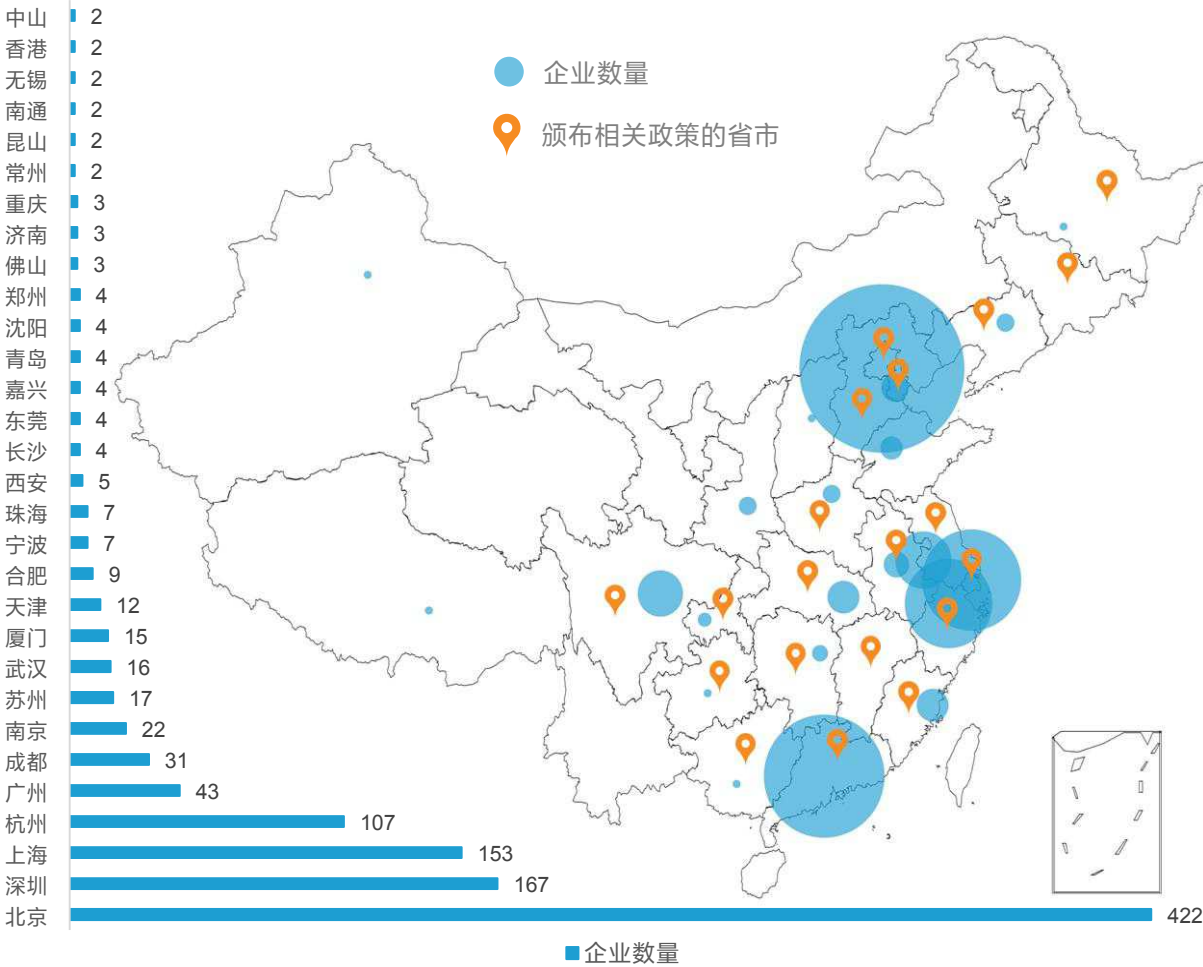 中山 2
香港 2
无锡 2
南通 2
昆山 2
常州 2
重庆 3
济南 3
佛山 3
郑州 4
沈阳 4
青岛 4
嘉兴 4
东莞 4
长沙 4
西安 5
珠海 7
宁波 7
合肥 9
天津 12
厦门 15
武汉 16
苏州 17
南京 22
成都 31
广州 43
杭州 107
上海 153
深圳 167
北京 422
企业数量
颁布相关政策的省市
企业数量